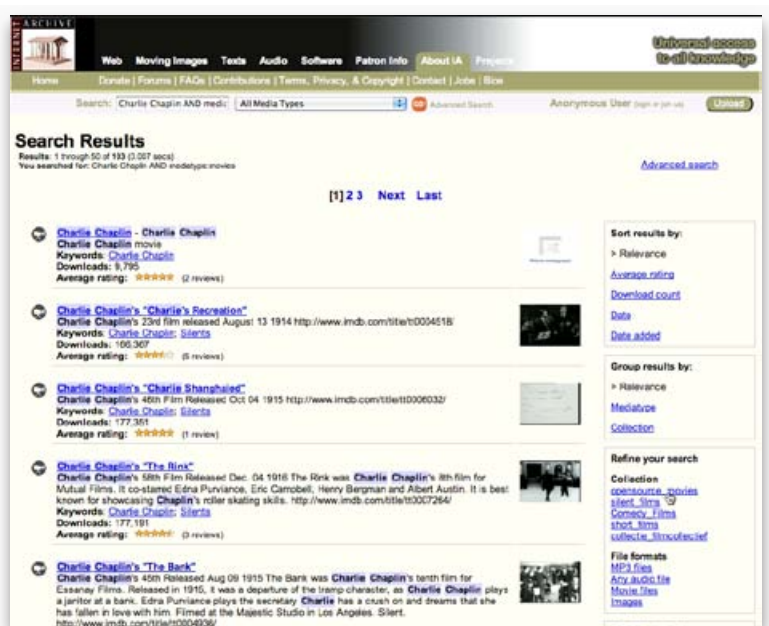 INTERNET
ARCHIVE
Universal access
to all knowledge
Web Moving Images Texts Audio Software Patron Info About IA Projects
Home Donate | Forums | FAQs | Contributions | Terms, Privacy, & Copyright | Contact | Jobs | Bios
Search: Charlie Chaplin AND medi: All Media Types GO! Advanced Search Anonymous User (login or join us) Upload
Search Results
Results: 1 through 50 of 133 (0.007 secs)
You searched for: Charlie Chaplin AND mediatype:movies
Advanced search
[1] 2 3 Next Last
Charlie Chaplin - Charlie Chaplin
Charlie Chaplin movie
Keywords: Charlie Chaplin
Downloads: 9,795
Average rating: (2 reviews)
Charlie Chaplin's "Charlie's Recreation"
Charlie Chaplin's 23rd film released August 13 1914 http://www.imdb.com/title/tt0004518/
Keywords: Charlie Chaplin; Silents
Downloads: 166,367
Average rating: (5 reviews)
Charlie Chaplin's "Charlie Shanghaied"
Charlie Chaplin's 46th Film Released Oct 04 1915 http://www.imdb.com/title/tt0006032/
Keywords: Charlie Chaplin; Silents
Downloads: 177,351
Average rating: (1 review)
Charlie Chaplin's "The Rink"
Charlie Chaplin's 58th Film Released Dec. 04 1916 The Rink was Charlie Chaplin's 8th film for
Mutual Films. It co-starred Edna Purviance, Eric Campbell, Henry Bergman and Albert Austin. It is best
known for showcasing Chaplin's roller skating skills. http://www.imdb.com/title/tt0007264/
Keywords: Charlie Chaplin; Silents
Downloads: 177,191
Average rating: (3 reviews)
Charlie Chaplin's "The Bank"
Charlie Chaplin's 45th Released Aug 09 1915 The Bank was Charlie Chaplin's tenth film for
Essanay Films. Released in 1915, it was a departure of the tramp character, as Charlie Chaplin plays
a janitor at a bank. Edna Purviance plays the secretary Charlie has a crush on and dreams that she
has fallen in love with him. Filmed at the Majestic Studio in Los Angeles. Silent.
http://www.imdb.com/title/tt0004936/
Sort results by:
> Relevance
Average rating
Download count
Date
Date added
Group results by:
> Relevance
Mediatype
Collection
Refine your search
Collection
opensource_movies
silent_films
Comedy_Films
short_films
collectie_filmcollectief
File formats
MP3 files
Any audio file
Movie files
Images